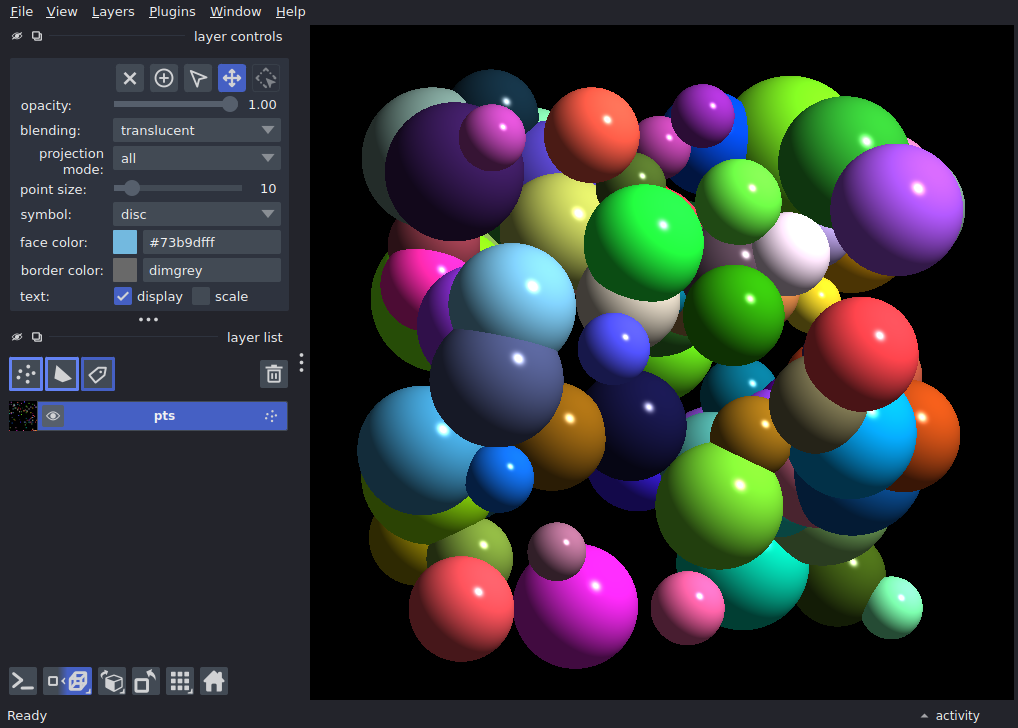 File View Layers Plugins Window Help
layer controls
opacity: 1.00
blending: translucent
projection mode: all
point size: 10
symbol: disc
face color: #73b9dfff
border color: dimgrey
text: display scale
layer list
pts
Ready
activity